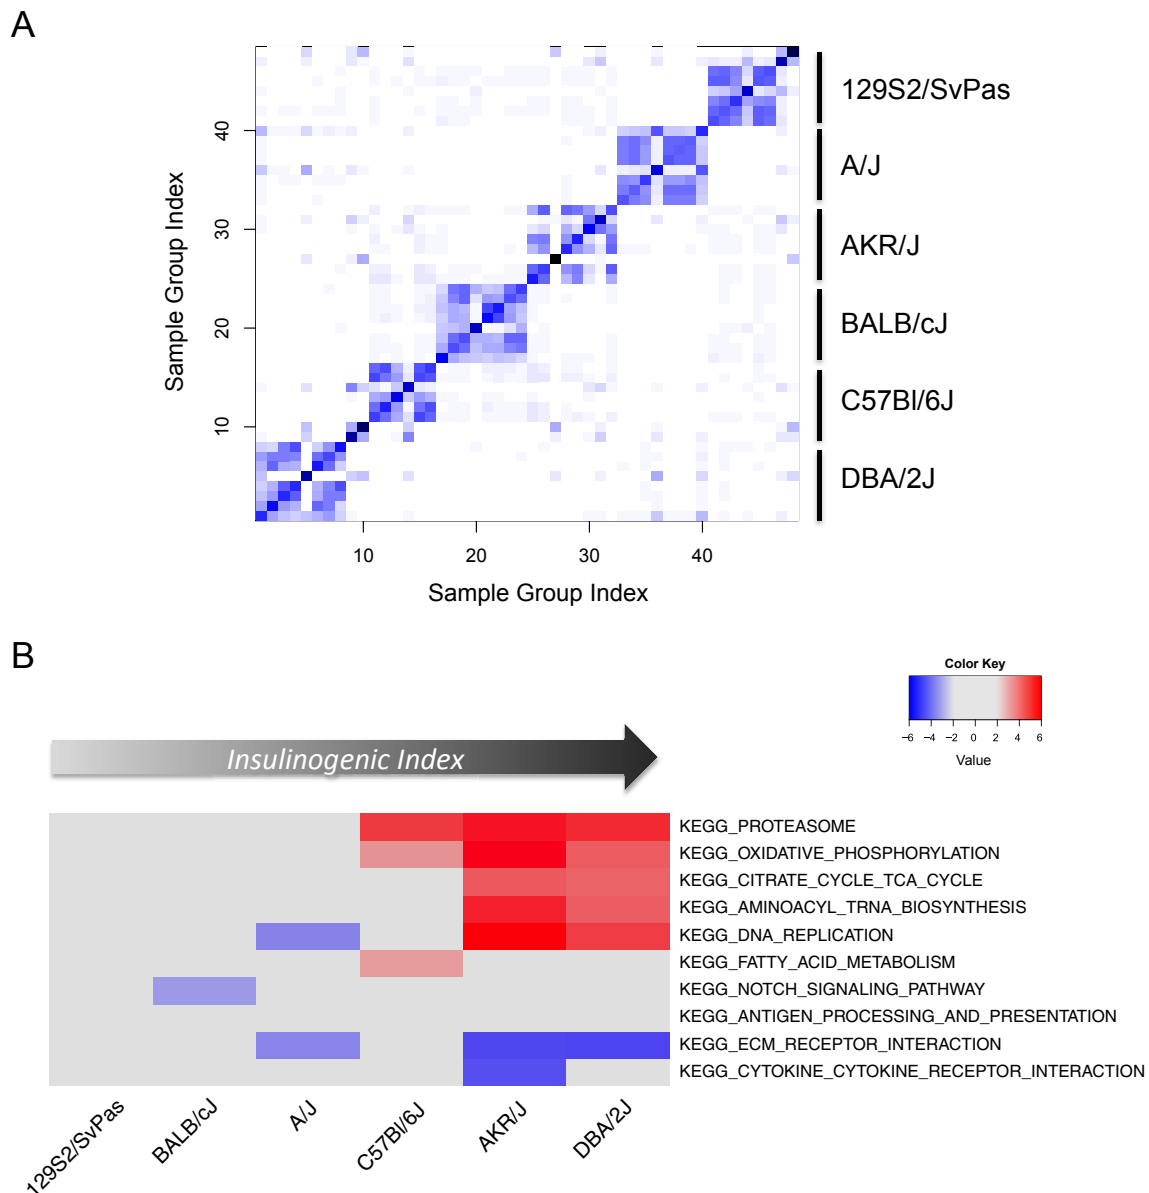 A
Sample Group Index
40
30
20
10
10 20 30 40
Sample Group Index
129S2/SvPas
A/J
AKR/J
BALB/cJ
C57Bl/6J
DBA/2J
B
Color Key
−6 −4 −2 0 2 4 6
Value
Insulinogenic Index
KEGG_PROTEASOME
KEGG_OXIDATIVE_PHOSPHORYLATION
KEGG_CITRATE_CYCLE_TCA_CYCLE
KEGG_AMINOACYL_TRNA_BIOSYNTHESIS
KEGG_DNA_REPLICATION
KEGG_FATTY_ACID_METABOLISM
KEGG_NOTCH_SIGNALING_PATHWAY
KEGG_ANTIGEN_PROCESSING_AND_PRESENTATION
KEGG_ECM_RECEPTOR_INTERACTION
KEGG_CYTOKINE_CYTOKINE_RECEPTOR_INTERACTION
129S2/SvPas
BALB/cJ
A/J
C57Bl/6J
AKR/J
DBA/2J